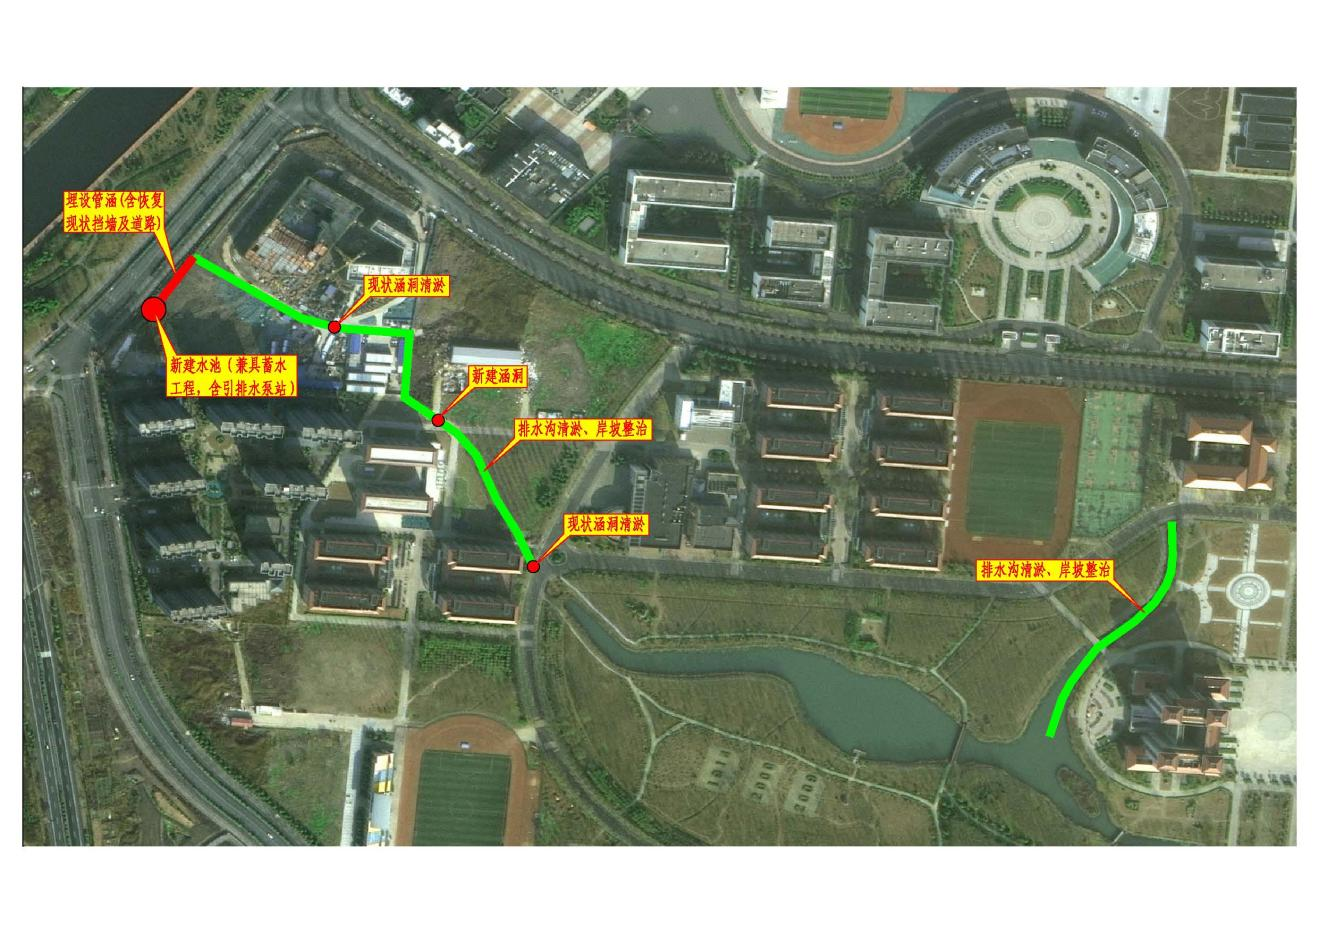 埋设管涵(含恢复
现状挡墙及道路)
现状涵洞清淤
新建水池（兼具蓄水
工程，含引排水泵站）
新建涵洞
排水沟清淤、岸坡整治
现状涵洞清淤
排水沟清淤、岸坡整治
1914
2000
2009